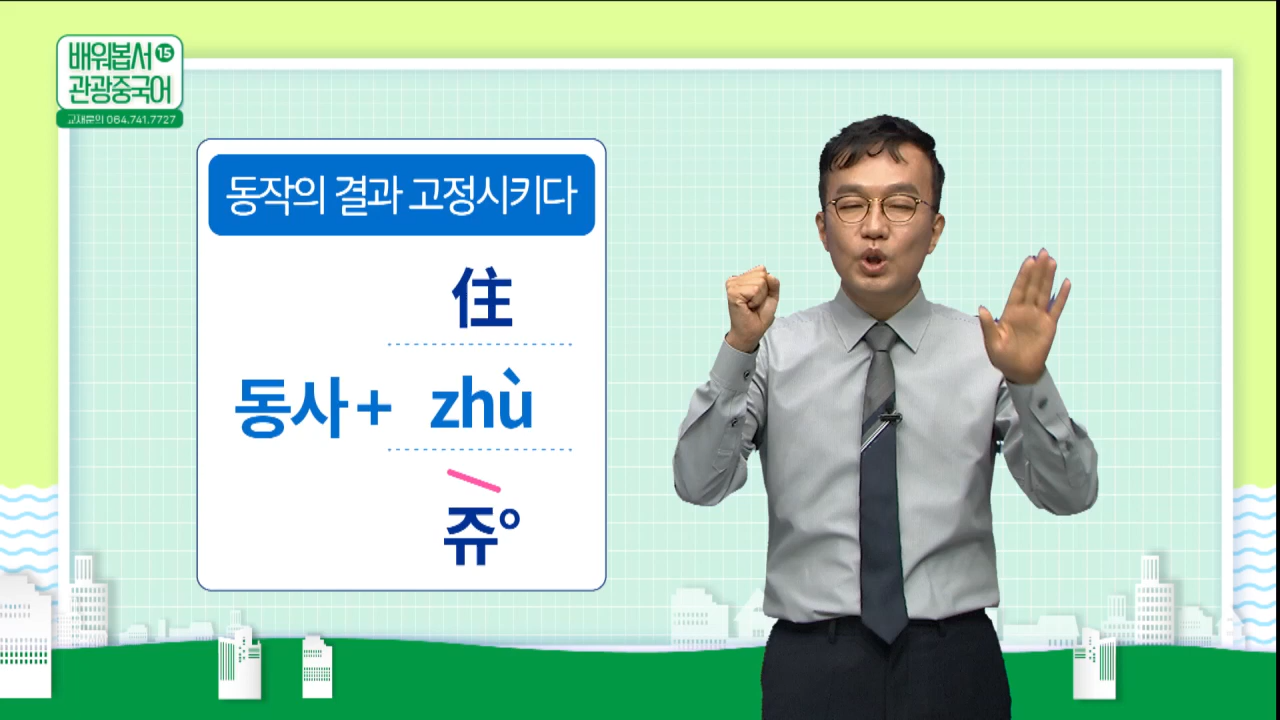 배워봅서 15
관광중국어
교재문의 064.741.7727
동작의 결과 고정시키다
住
동사 + zhù
쥬°